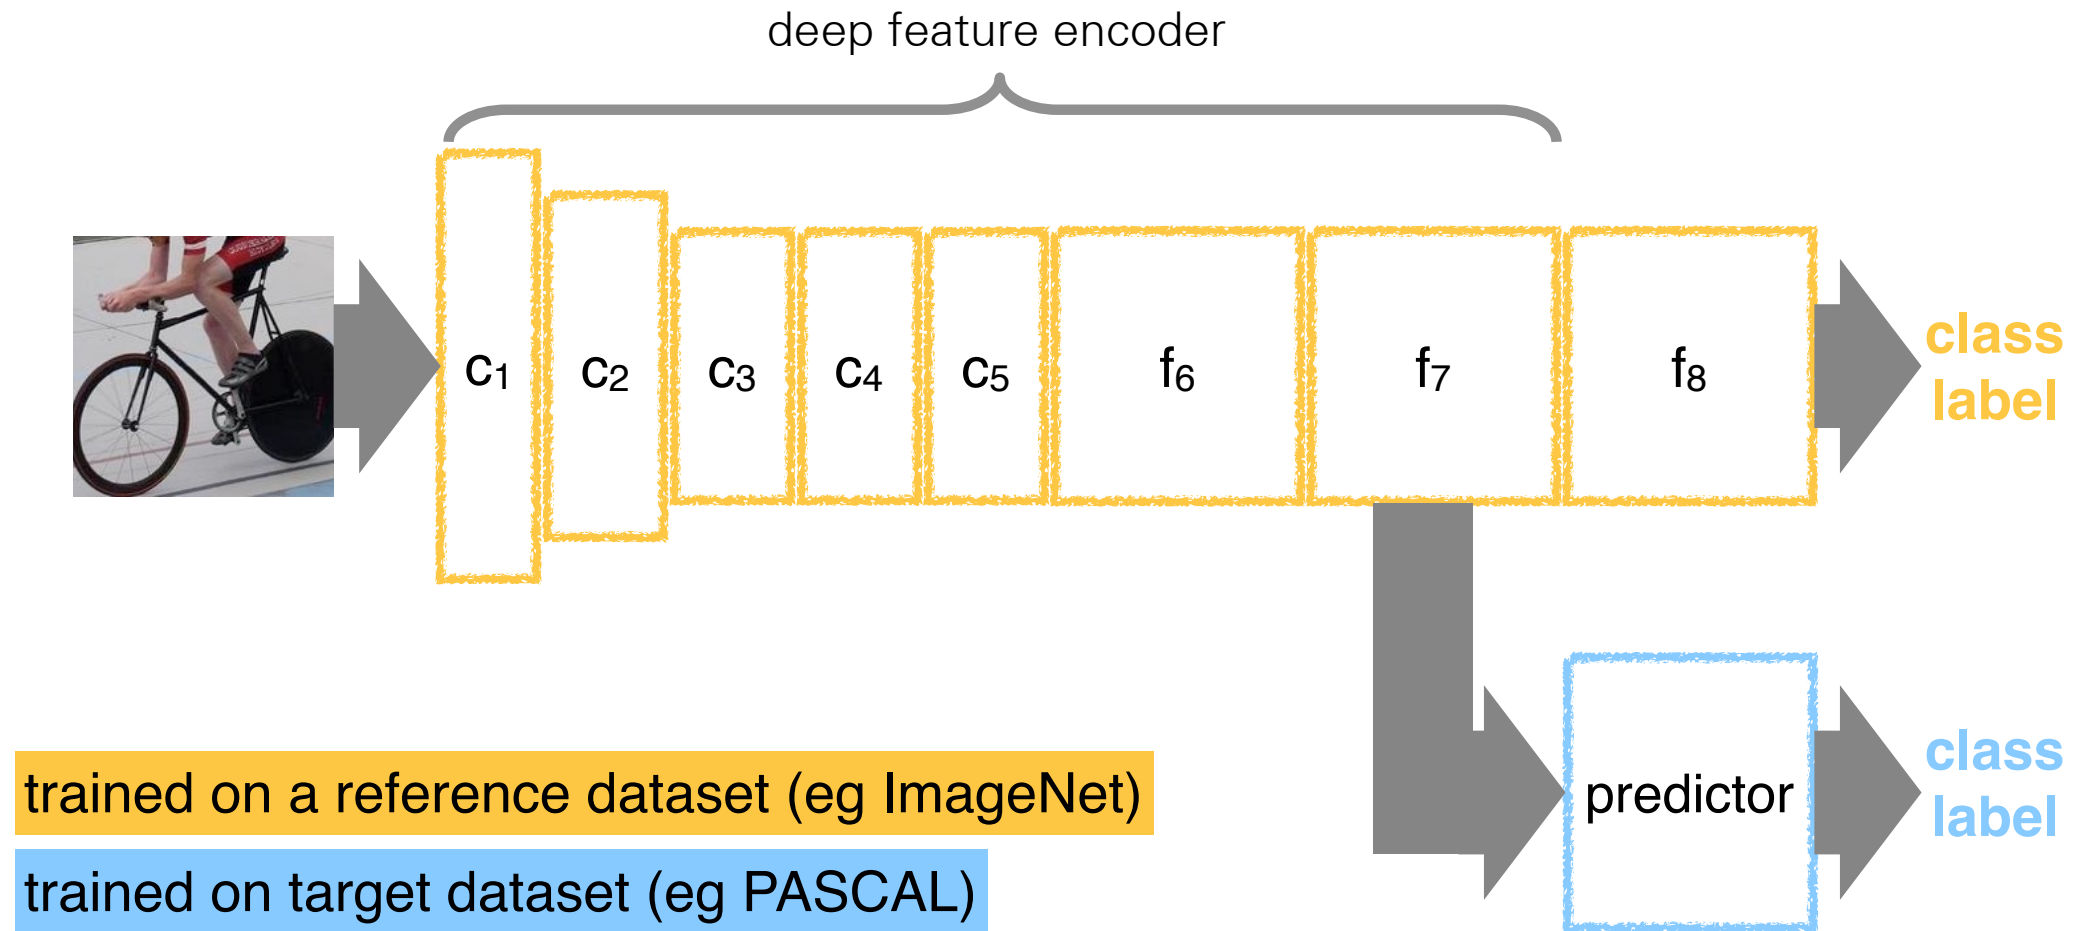 deep feature encoder
c1
c2
c3
c4
c5
f6
f7
f8
class
label
predictor
class
label
trained on a reference dataset (eg ImageNet)
trained on target dataset (eg PASCAL)